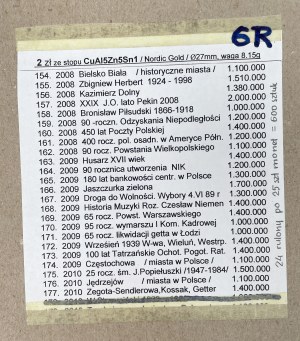 6R
2 zł ze stopu CuAl5Zn5Sn1 / Nordic Gold / Ø27mm, waga 8.15g
154. 2008 Bielsko Biała / historyczne miasta / 1.100.000
155. 2008 Zbigniew Herbert 1924 - 1998 1.510.000
156. 2008 Kazimierz Dolny 1.380.000
157. 2008 XXIX J.O. lato Pekin 2008 2.000.000
158. 2008 Bronisław Piłsudski 1866-1918 1.000.000
159. 2008 90 -roczn. Odzyskania Niepodległości 1.200.000
160. 2008 450 lat Poczty Polskiej 1.400.000
161. 2008 400 rocz. pol. osadn. w Ameryce Półn. 1.200.000
162. 2008 90 rocz. Powstania Wielkopolskiego 1.100.000
163. 2009 Husarz XVII wiek 1.400.000
164. 2009 90 rocznica utworzenia NIK 1.200.000
165. 2009 180 lat bankowości centr. w Polsce 1.300.000
166. 2009 Jaszczurka zielona 1.700.000
167. 2009 Droga do Wolności. Wybory 4.VI 89 r 1.300.000
168. 2009 Historia Muzyki Roz. Czesław Niemen 1.400.000
169. 2009 65 rocz. Powst. Warszawskiego 1.400.000
170. 2009 95 rocz. wymarszu I Kom. Kadrowej 1.000.000
171. 2009 65 rocz. likwidacji getta w Łodzi 1.000.000
172. 2009 Wrzesień 1939 W-wa, Wieluń, Westrp. 1.400.000
173. 2009 100 lat Tatrzańskie Ochot. Pogot. Rat. 1.400.000
174. 2009 Częstochowa / miasta w Polsce / 1.100.000
175. 2010 25 rocz. śm J.Popiełuszki /1947-1984/ 1.500.000
176. 2010 Jędrzejów / miasta w Polsce / 1.100.000
177. 2010 Zegota-Sendlerowa,Kossak, Getter 1.400.000
24 rulony po 25 szt monet = 600 sztuk